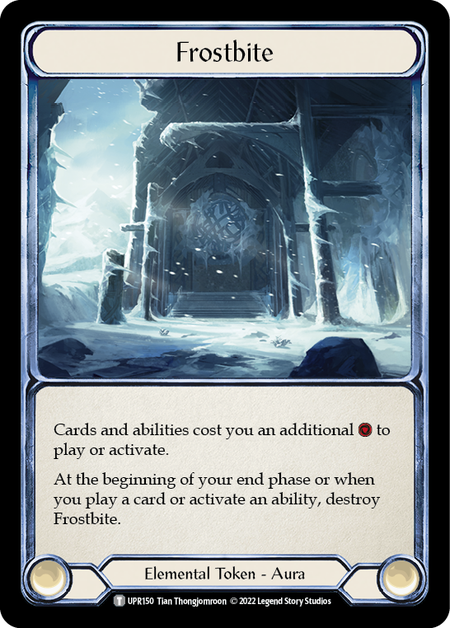 Frostbite
Cards and abilities cost you an additional to
play or activate.
At the beginning of your end phase or when
you play a card or activate an ability, destroy
Frostbite.
Elemental Token - Aura
T UPR150 Tian Thongjomroon © 2022 Legend Story Studios